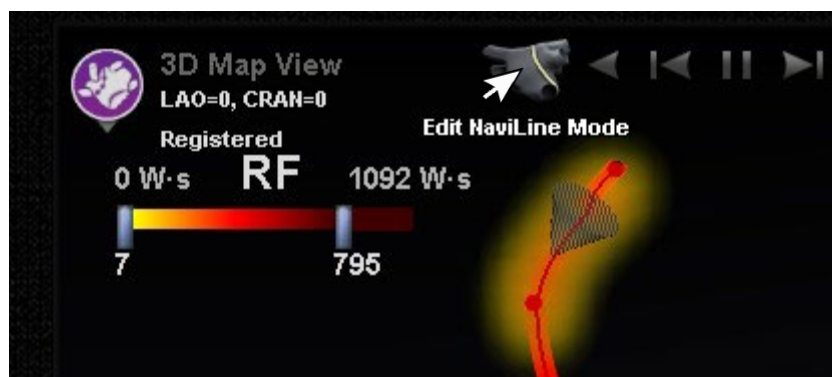 3D Map View
LAO=0, CRAN=0
Registered
Edit NaviLine Mode
0 W·s RF 1092 W·s
7 795